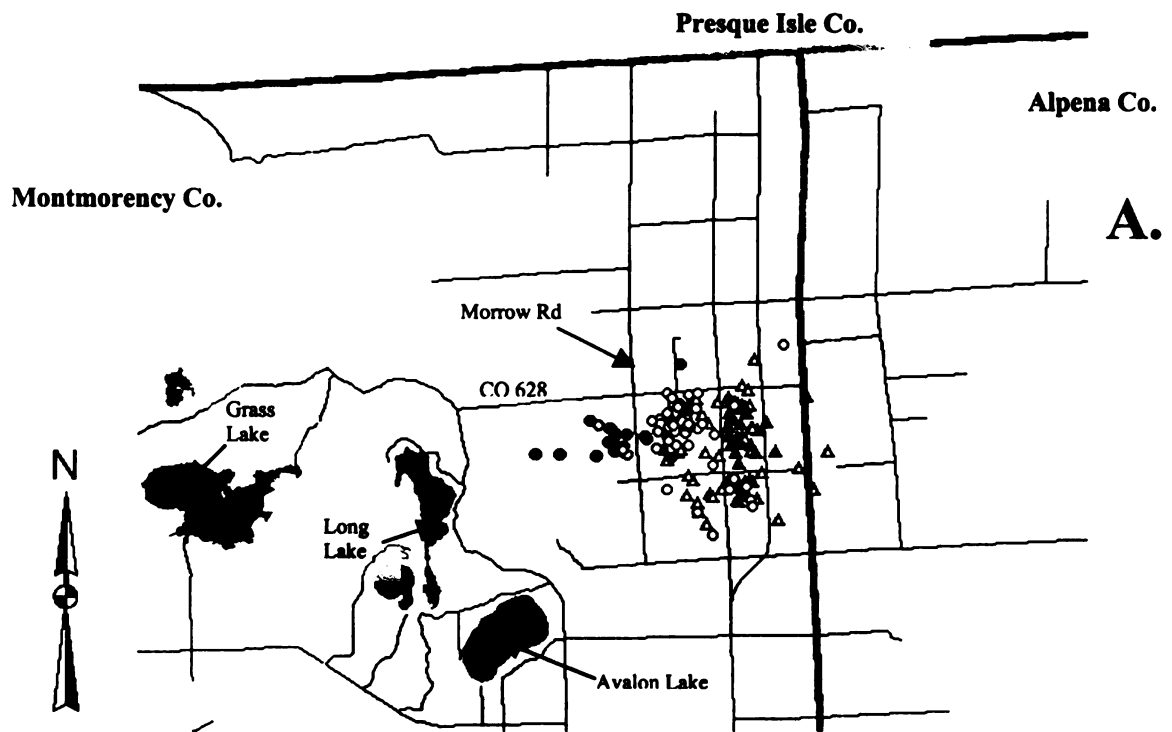 Presque Isle Co.
Alpena Co.
Montmorency Co.
A.
Morrow Rd
CO 628
Grass
Lake
N
Long
Lake
Avalon Lake